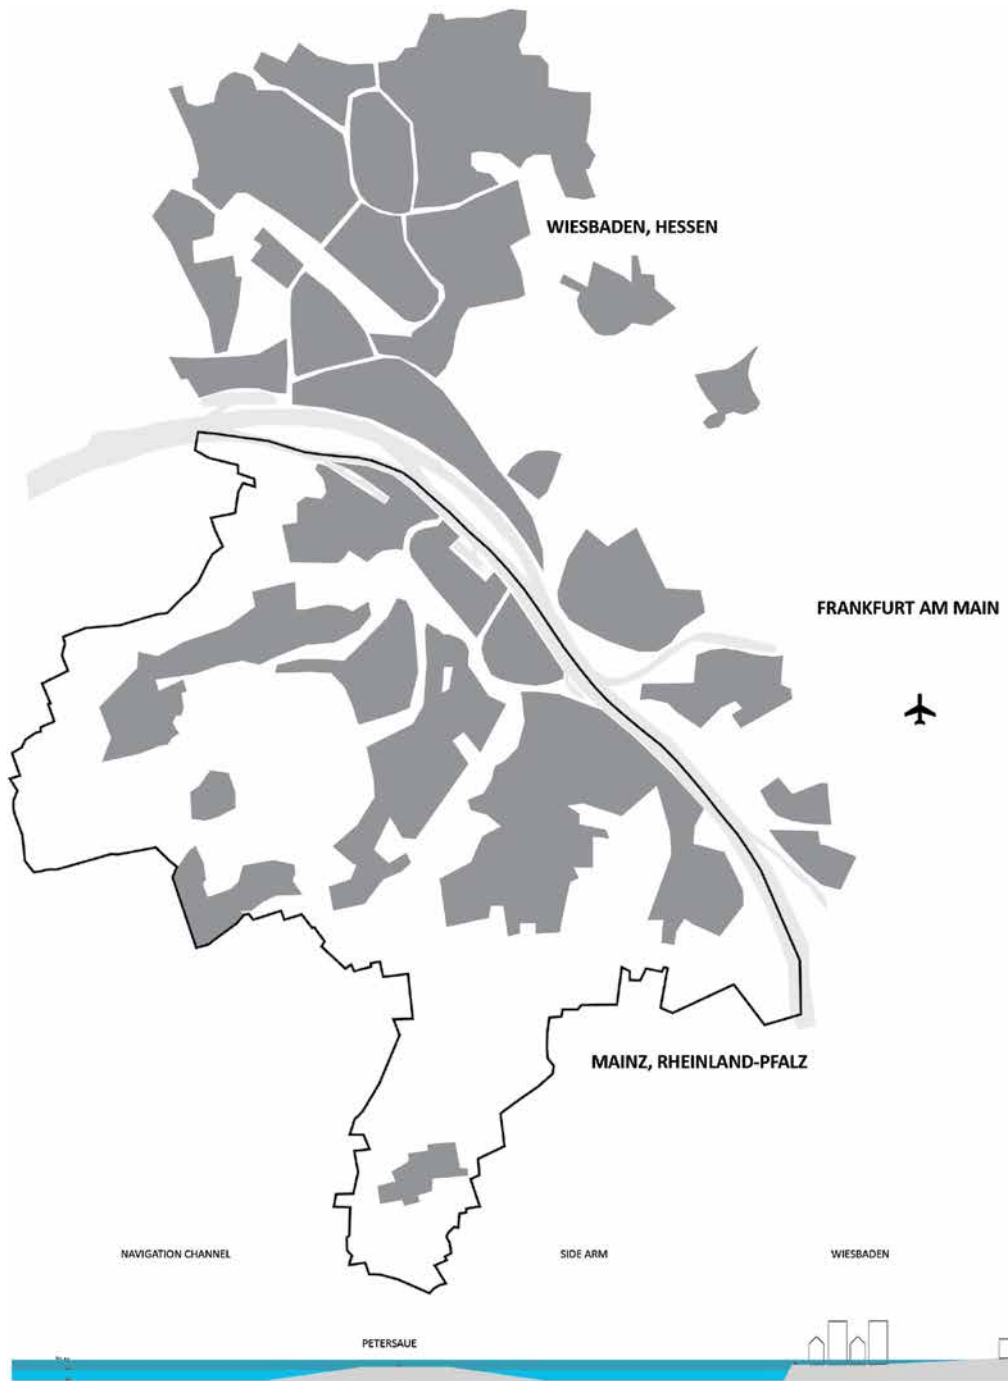 WIESBADEN, HESSEN
FRANKFURT AM MAIN
MAINZ, RHEINLAND-PFALZ
NAVIGATION CHANNEL
SIDE ARM
WIESBADEN
PETERSAUE